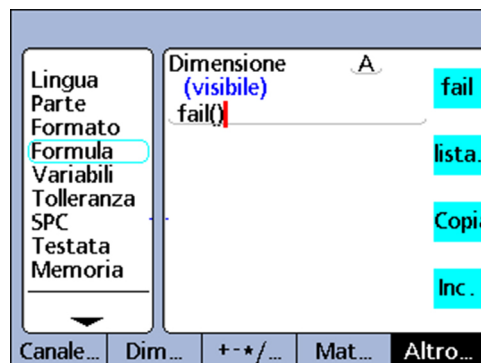 Lingua
Parte
Formato
Formula
Variabili
Tolleranza
SPC
Testata
Memoria
Dimensione A
(visibile)
fail()
fail
lista.
Copi
Inc.
Canale... Dim... +-*/... Mat... Altro...